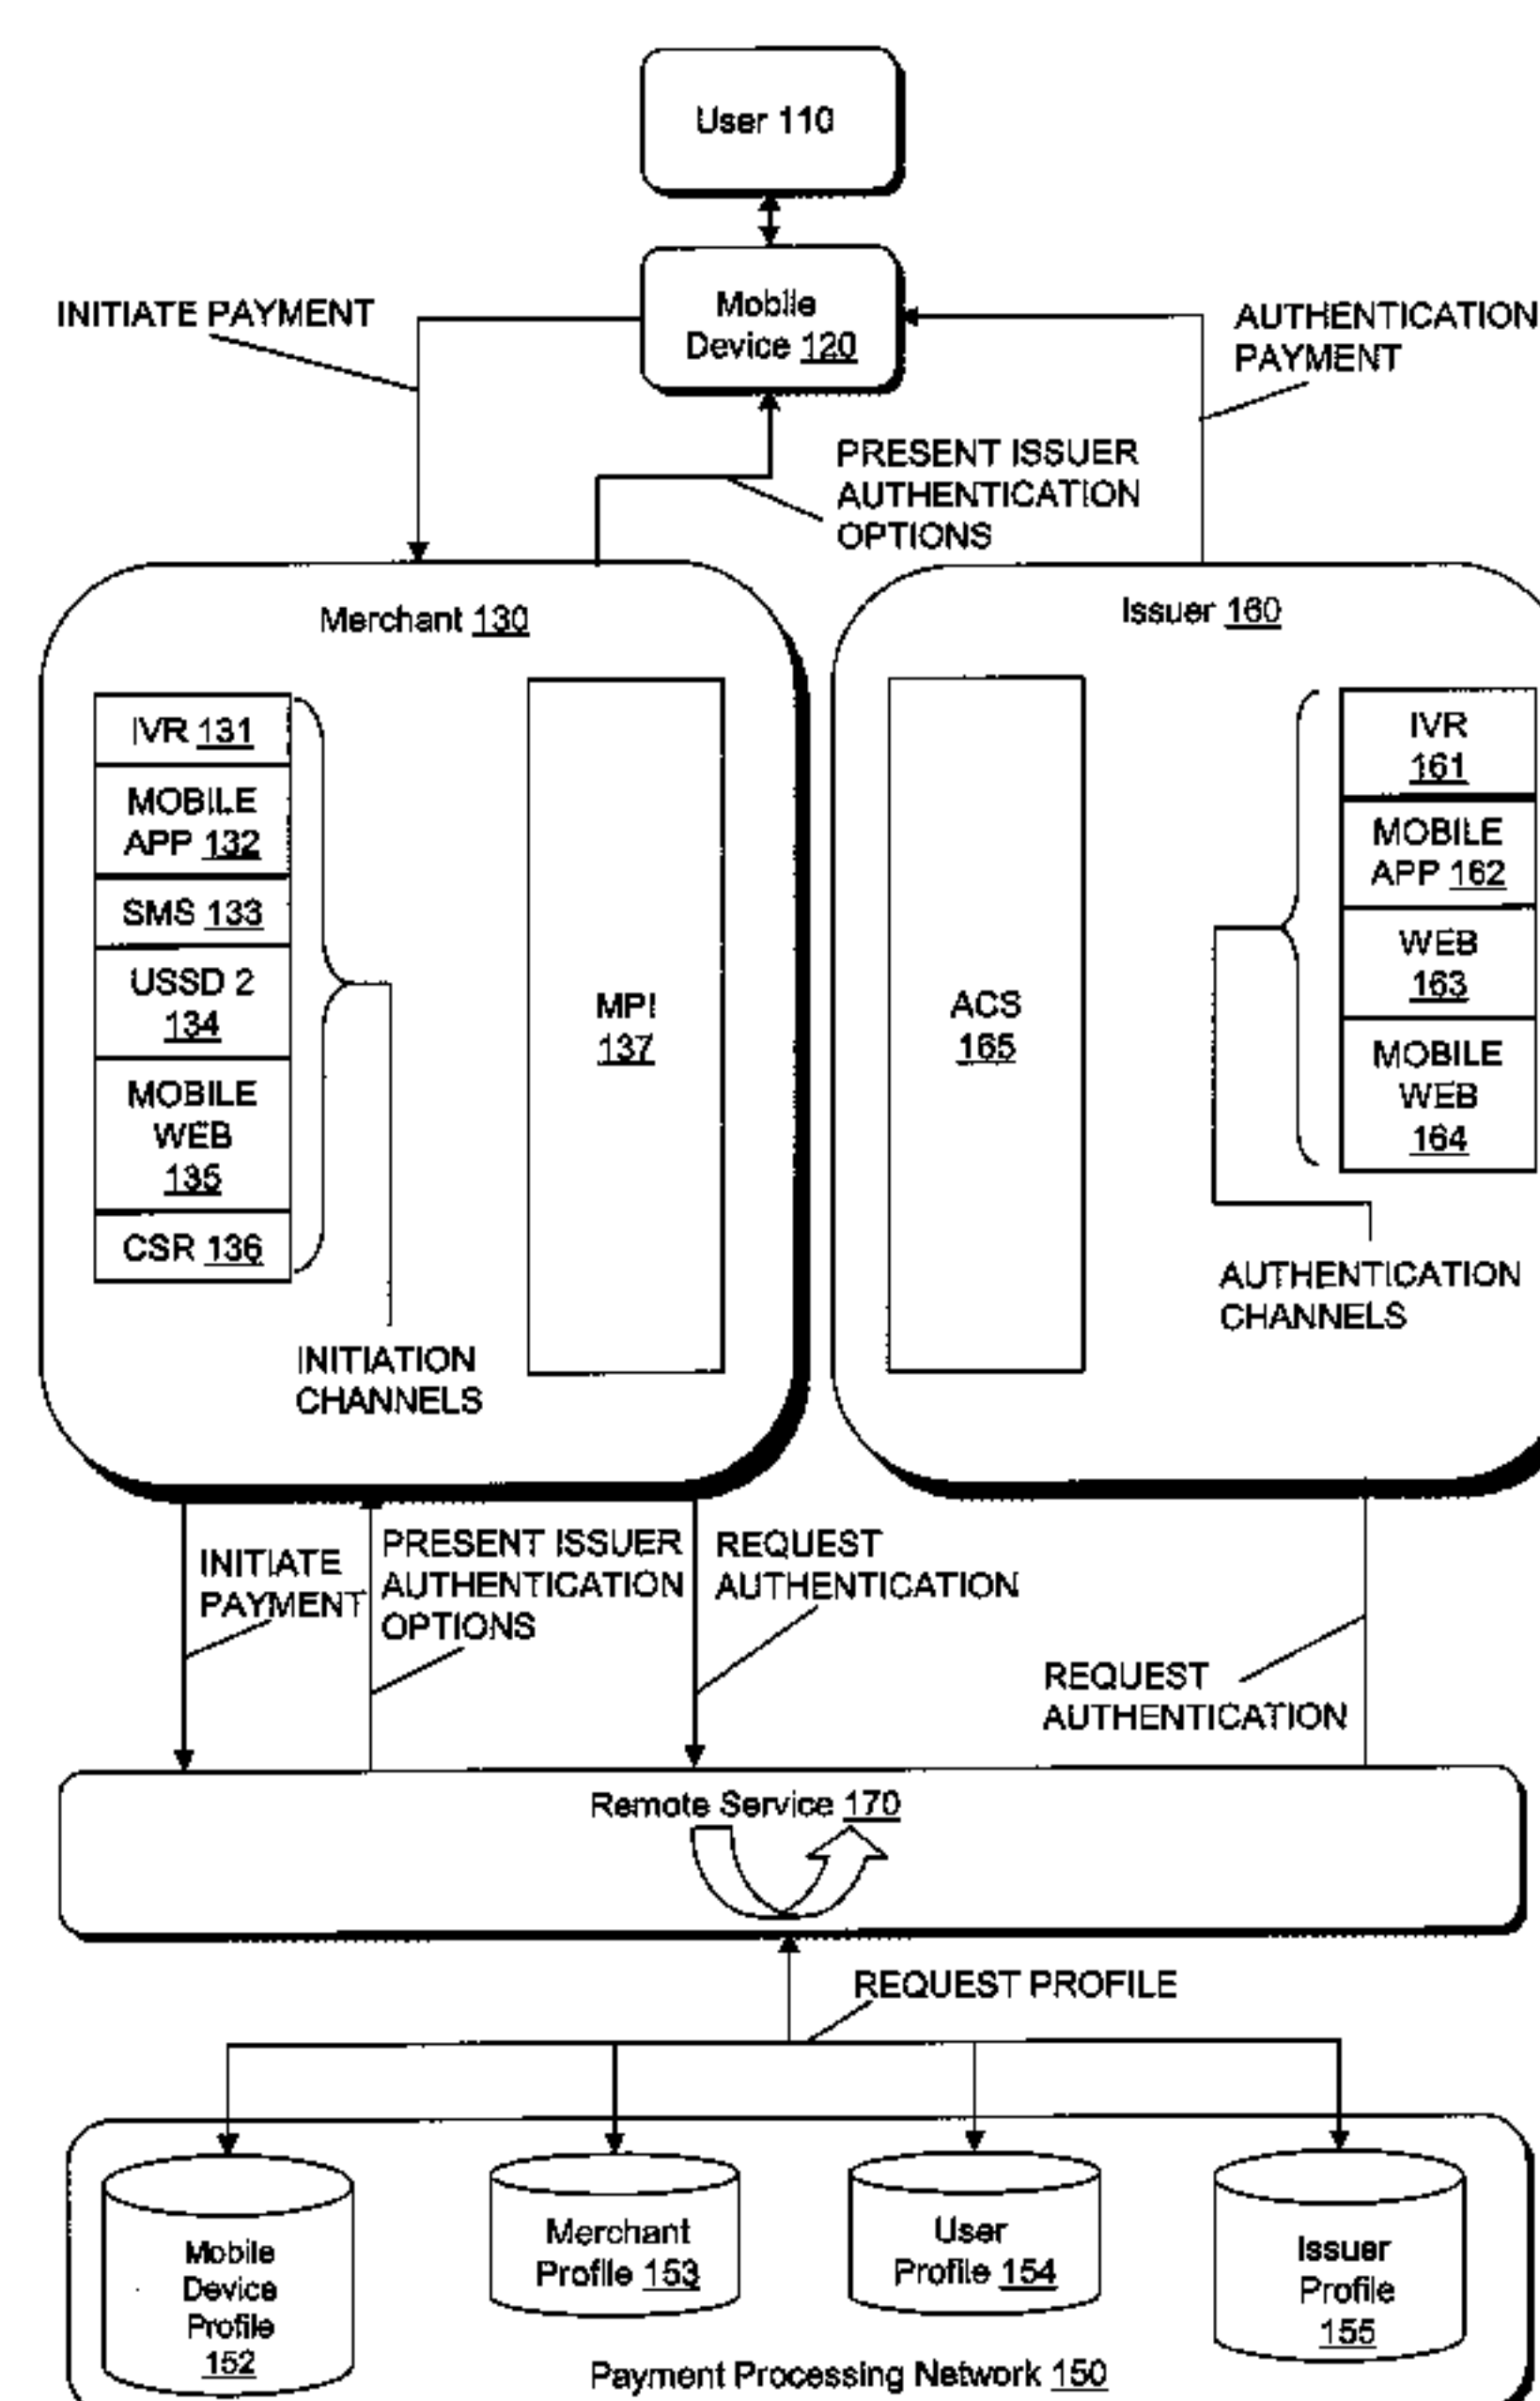 User 110
Mobile
Device 120
INITIATE PAYMENT
AUTHENTICATION
PAYMENT
PRESENT ISSUER
AUTHENTICATION
OPTIONS
Merchant 130
IVR 131
MOBILE
APP 132
SMS 133
USSD 2
134
MOBILE
WEB
135
CSR 136
INITIATION
CHANNELS
MPI
137
Issuer 160
ACS
165
IVR
161
MOBILE
APP 162
WEB
163
MOBILE
WEB
164
AUTHENTICATION
CHANNELS
INITIATE
PAYMENT
PRESENT ISSUER
AUTHENTICATION
OPTIONS
REQUEST
AUTHENTICATION
REQUEST
AUTHENTICATION
Remote Service 170
REQUEST PROFILE
Mobile
Device
Profile
152
Merchant
Profile 153
User
Profile 154
Issuer
Profile
155
Payment Processing Network 150